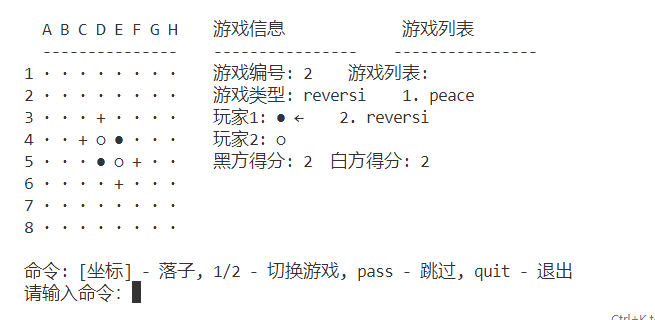 A B C D E F G H 游戏信息 游戏列表
--------------- ---------------- ----------------
1 · · · · · · · · 游戏编号: 2 游戏列表:
2 · · · · · · · · 游戏类型: reversi 1. peace
3 · · · + · · · · 玩家1: ● ← 2. reversi
4 · · + ○ ● · · · 玩家2: ○
5 · · · ● ○ + · · 黑方得分: 2 白方得分: 2
6 · · · · + · · ·
7 · · · · · · · ·
8 · · · · · · · ·
命令: [坐标] - 落子, 1/2 - 切换游戏, pass - 跳过, quit - 退出
请输入命令:
Ctrl+K t